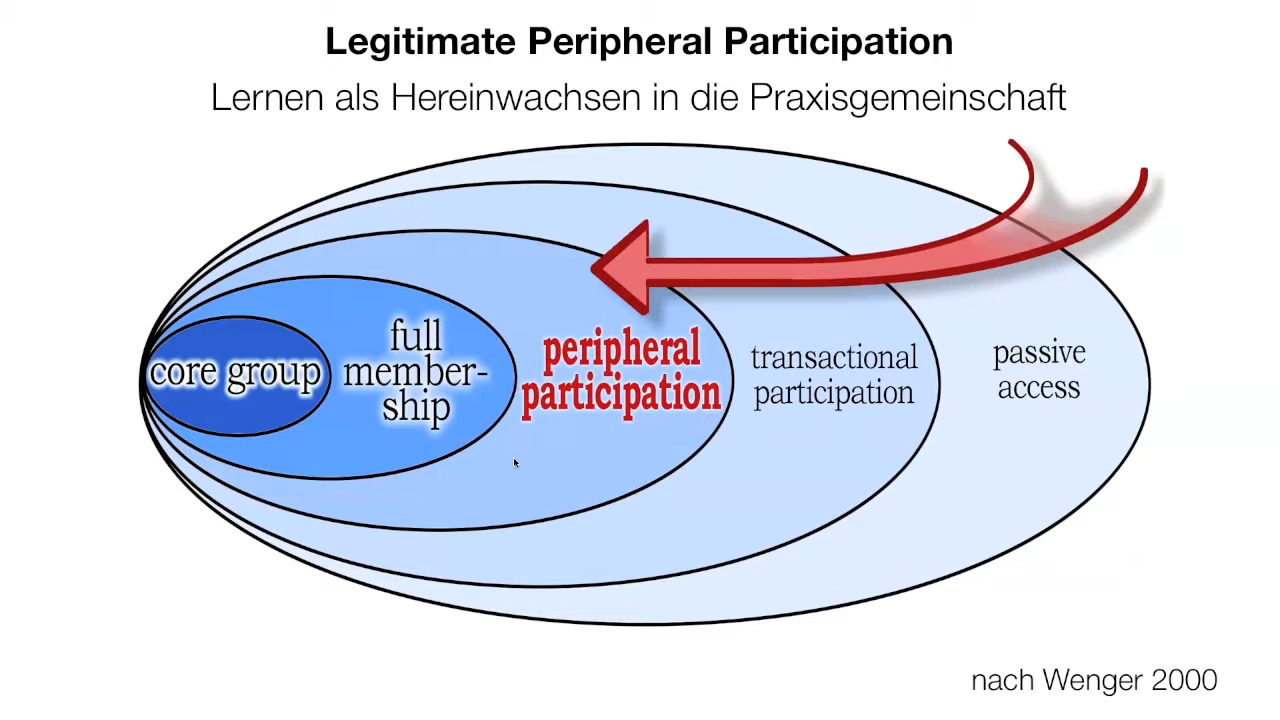 Legitimate Peripheral Participation
Lernen als Hereinwachsen in die Praxisgemeinschaft
core group
full
member-
ship
peripheral
participation
transactional
participation
passive
access
nach Wenger 2000